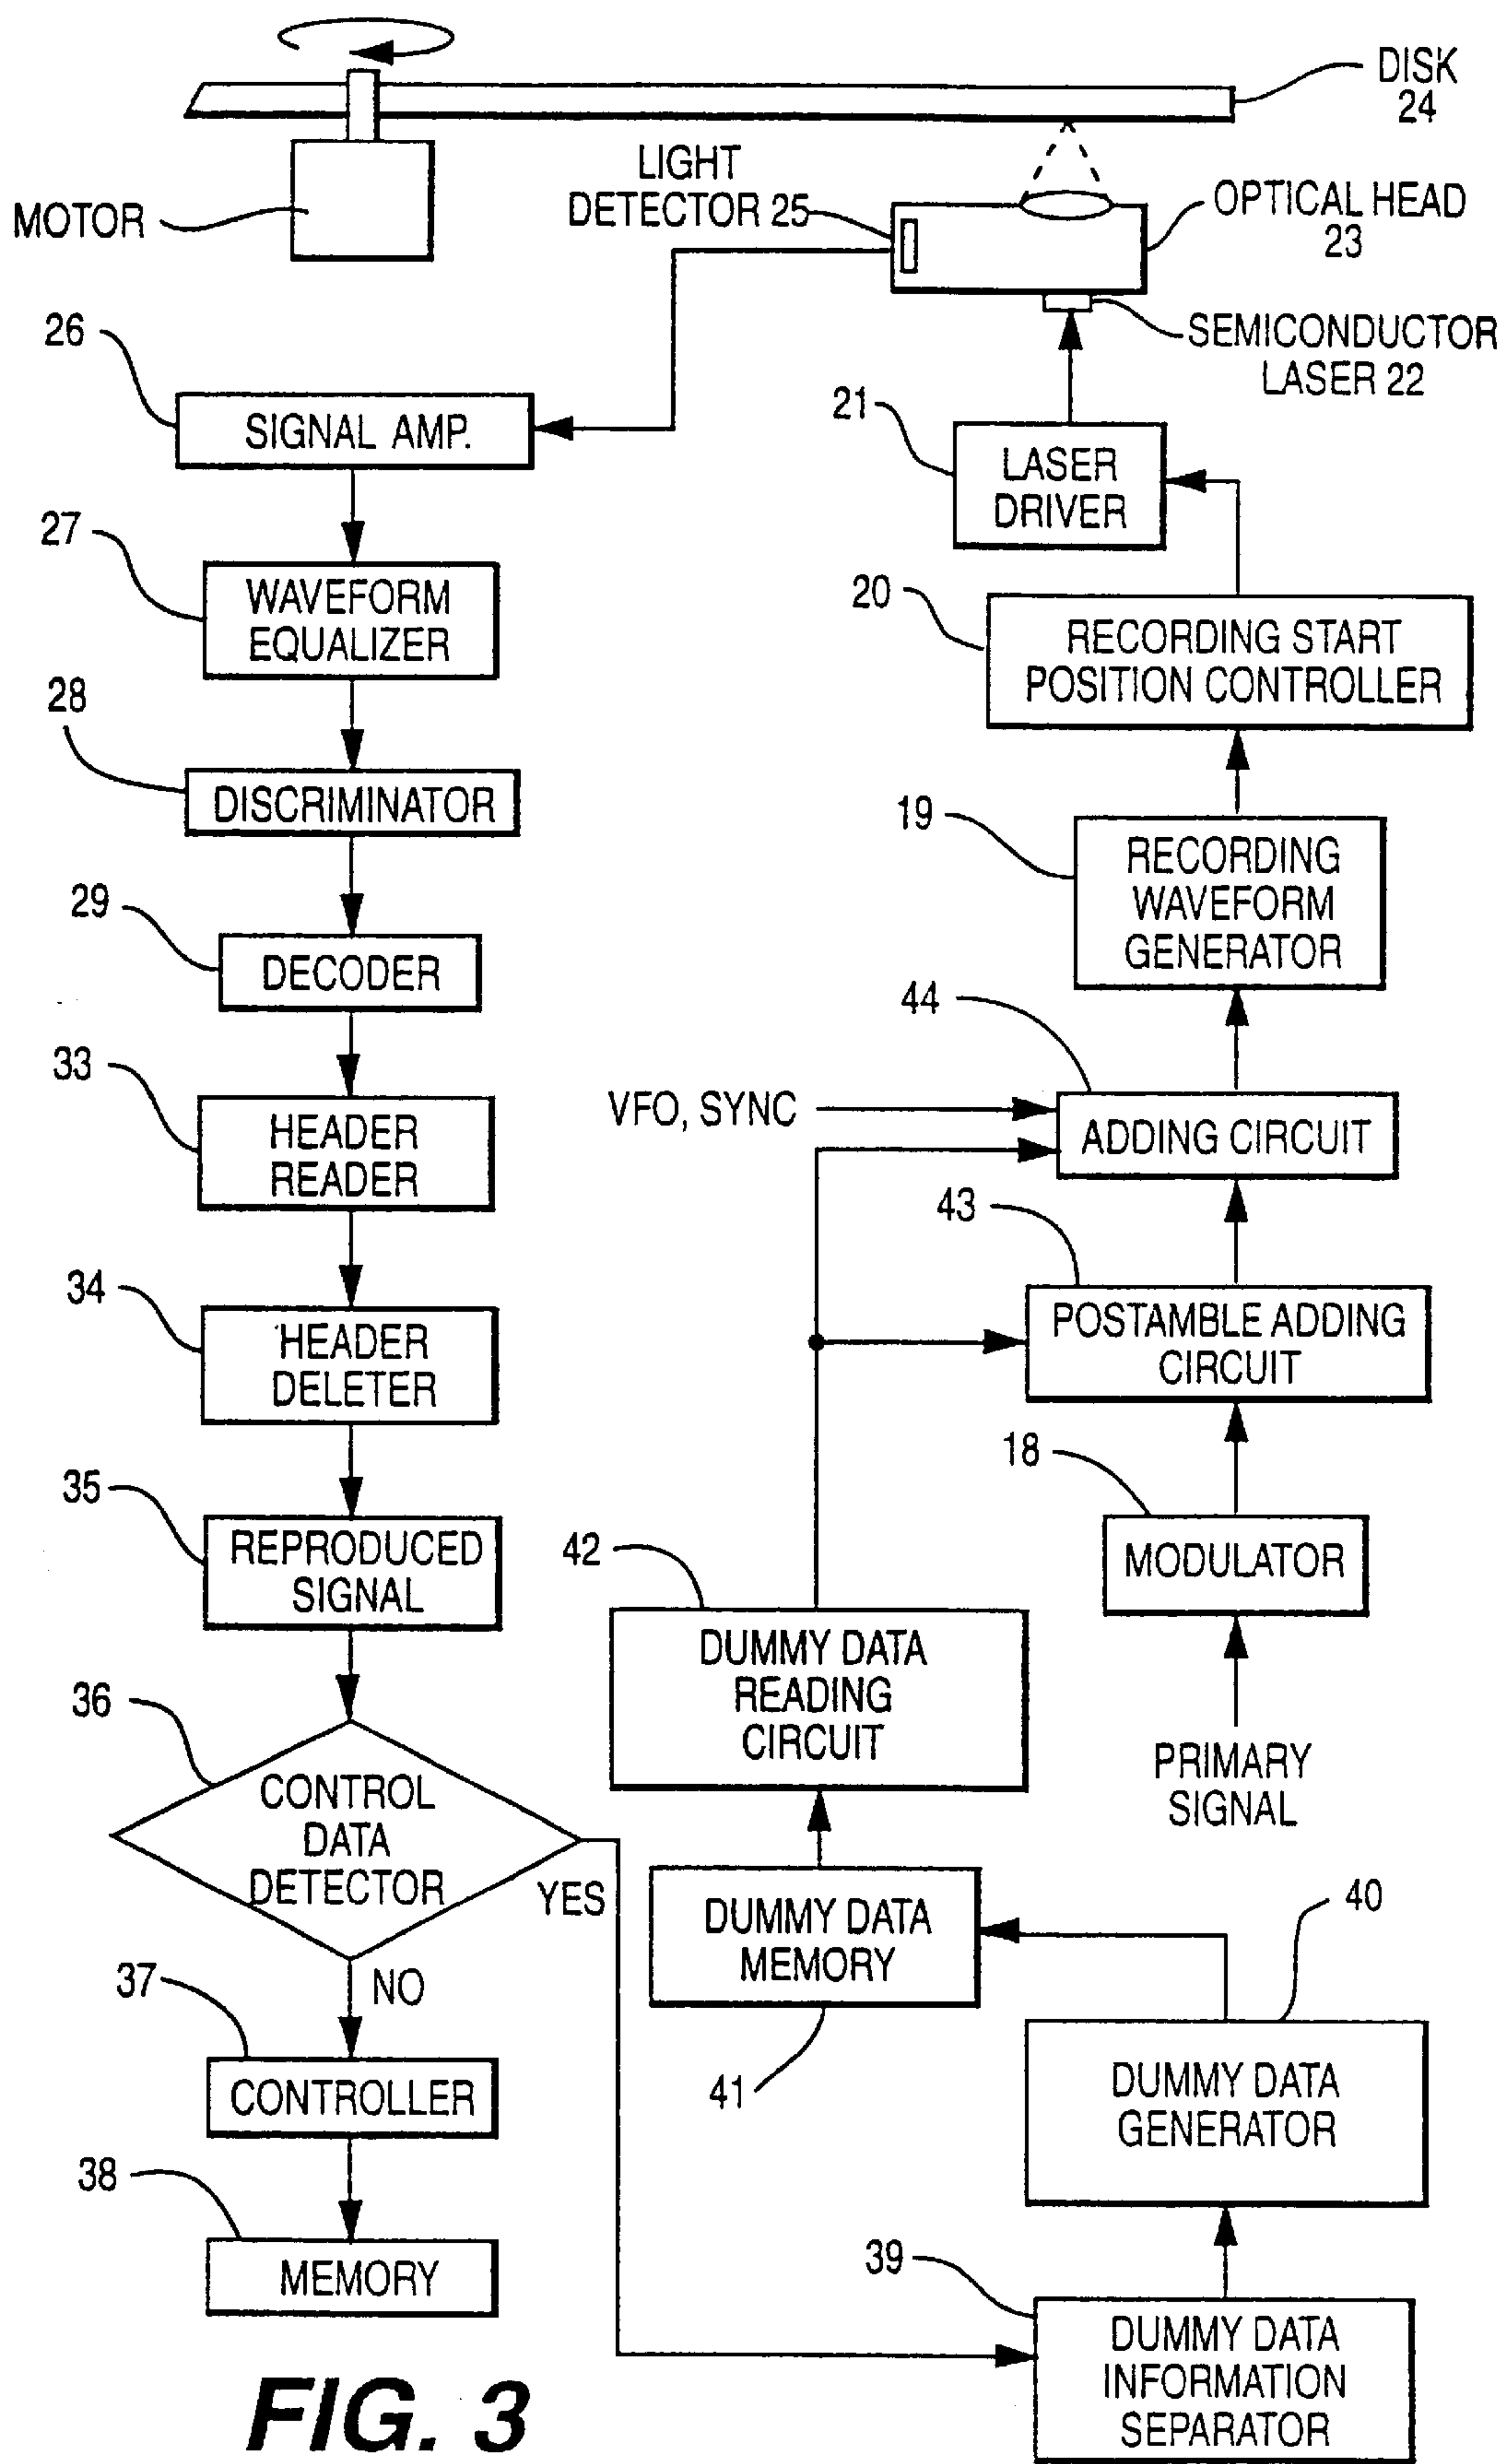 DISK
24
LIGHT
DETECTOR 25
OPTICAL HEAD
23
MOTOR
SEMICONDUCTOR
LASER 22
26
SIGNAL AMP.
21
LASER
DRIVER
27
WAVEFORM
EQUALIZER
20
RECORDING START
POSITION CONTROLLER
28
DISCRIMINATOR
19
RECORDING
WAVEFORM
GENERATOR
29
DECODER
44
VFO, SYNC
ADDING CIRCUIT
33
HEADER
READER
43
POSTAMBLE ADDING
CIRCUIT
34
HEADER
DELETER
18
MODULATOR
35
REPRODUCED
SIGNAL
42
DUMMY DATA
READING
CIRCUIT
PRIMARY
SIGNAL
36
CONTROL
DATA
DETECTOR
YES
NO
DUMMY DATA
MEMORY
41
40
DUMMY DATA
GENERATOR
37
CONTROLLER
38
MEMORY
39
DUMMY DATA
INFORMATION
SEPARATOR
FIG. 3